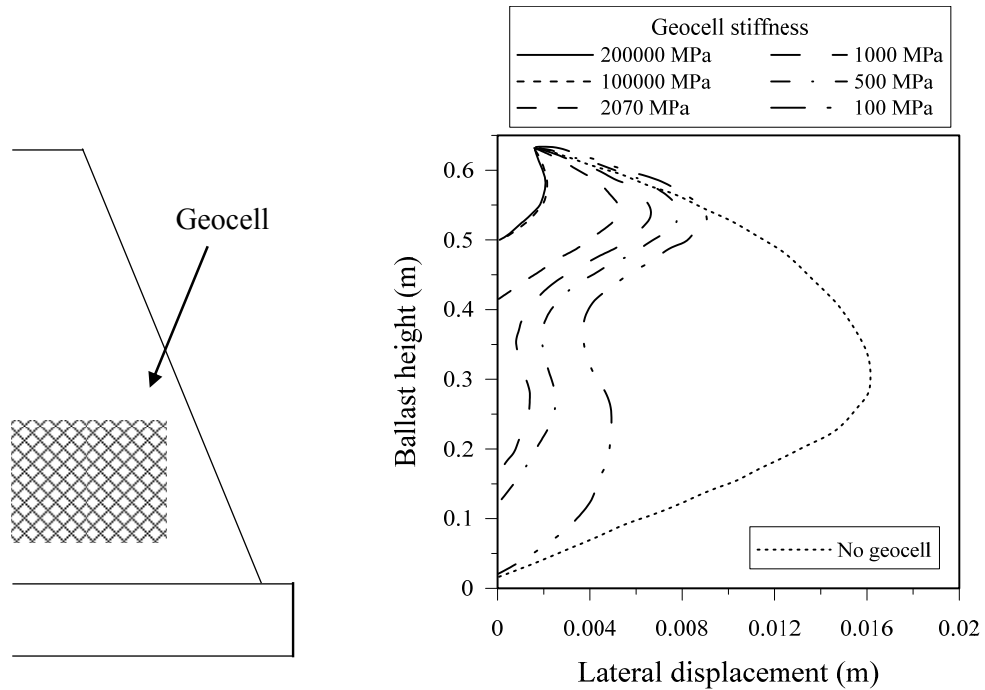 Geocell
Geocell stiffness
200000 MPa
1000 MPa
100000 MPa
500 MPa
2070 MPa
100 MPa
Ballast height (m)
0.6
0.5
0.4
0.3
0.2
0.1
0
No geocell
0 0.004 0.008 0.012 0.016 0.02
Lateral displacement (m)